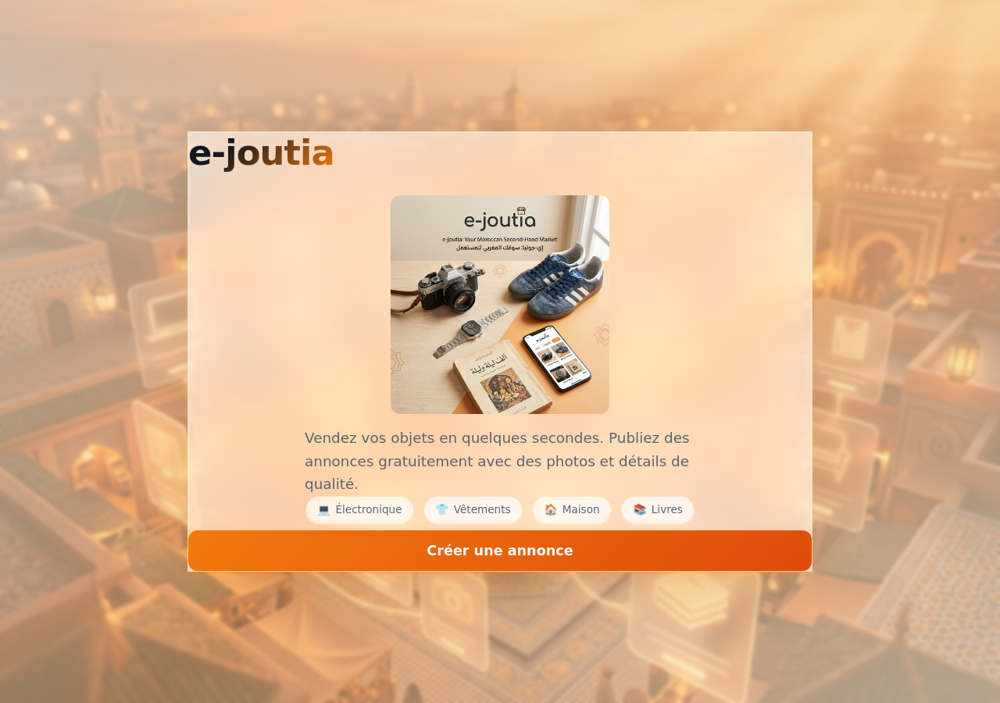 e-joutia
e-joutia
e-joutia: Your Moroccan Second-Hand Market
إي-جوتيا: سوقك المغربي للمستعمل
e-joutia
ألف ليلة وليلة
Vendez vos objets en quelques secondes. Publiez des
annonces gratuitement avec des photos et détails de
qualité.
💻 Électronique
👕 Vêtements
🏠 Maison
📚 Livres
Créer une annonce